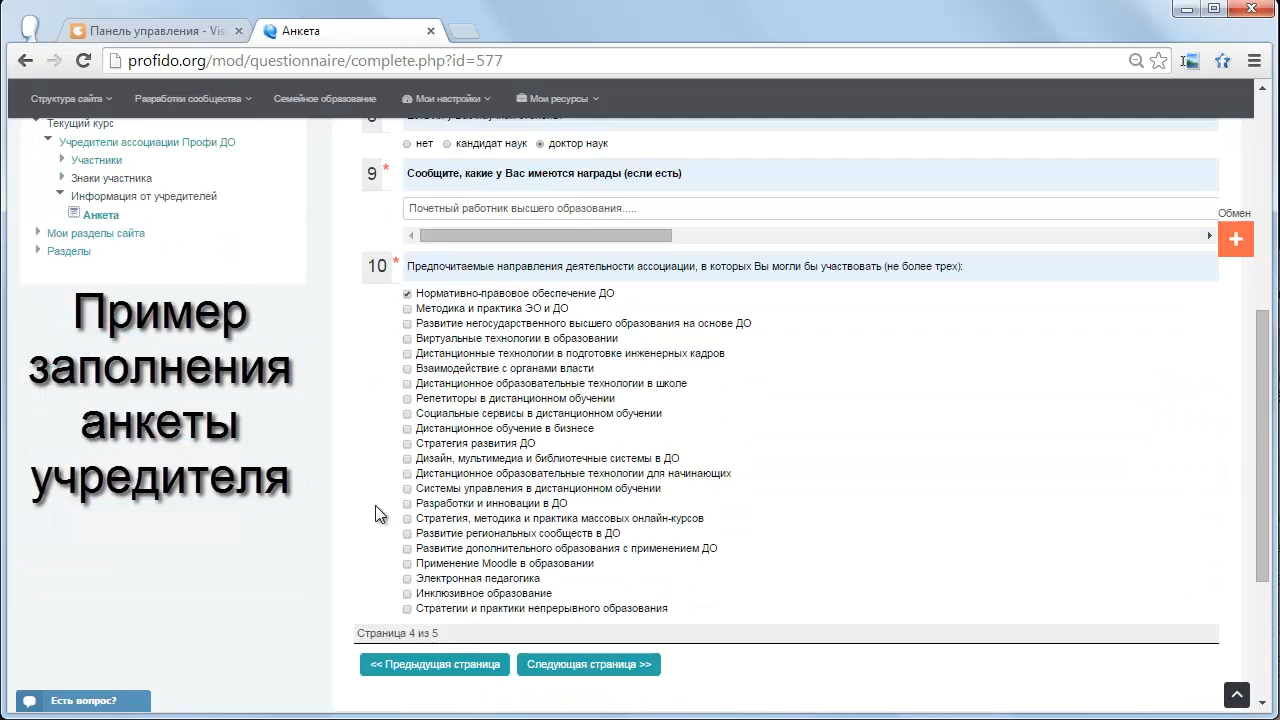 Панель управления - Visi
Анкета
profido.org/mod/questionnaire/complete.php?id=577
Структура сайта
Разработки сообщества
Семейное образование
Мои настройки
Мои ресурсы
Текущий курс
Учредители ассоциации Профи ДО
Участники
Знаки участника
Информация от учредителей
Анкета
Мои разделы сайта
Разделы
Пример
заполнения
анкеты
учредителя
нет кандидат наук доктор наук
9 * Сообщите, какие у Вас имеются награды (если есть)
Почетный работник высшего образования.....
Обмен
10 * Предпочитаемые направления деятельности ассоциации, в которых Вы могли бы участвовать (не более трех):
Нормативно-правовое обеспечение ДО
Методика и практика ЭО и ДО
Развитие негосударственного высшего образования на основе ДО
Виртуальные технологии в образовании
Дистанционные технологии в подготовке инженерных кадров
Взаимодействие с органами власти
Дистанционные образовательные технологии в школе
Репетиторы в дистанционном обучении
Социальные сервисы в дистанционном обучении
Дистанционное обучение в бизнесе
Стратегия развития ДО
Дизайн, мультимедиа и библиотечные системы в ДО
Дистанционные образовательные технологии для начинающих
Системы управления в дистанционном обучении
Разработки и инновации в ДО
Стратегия, методика и практика массовых онлайн-курсов
Развитие региональных сообществ в ДО
Развитие дополнительного образования с применением ДО
Применение Moodle в образовании
Электронная педагогика
Инклюзивное образование
Стратегии и практики непрерывного образования
Страница 4 из 5
<< Предыдущая страница
Следующая страница >>
Есть вопрос?